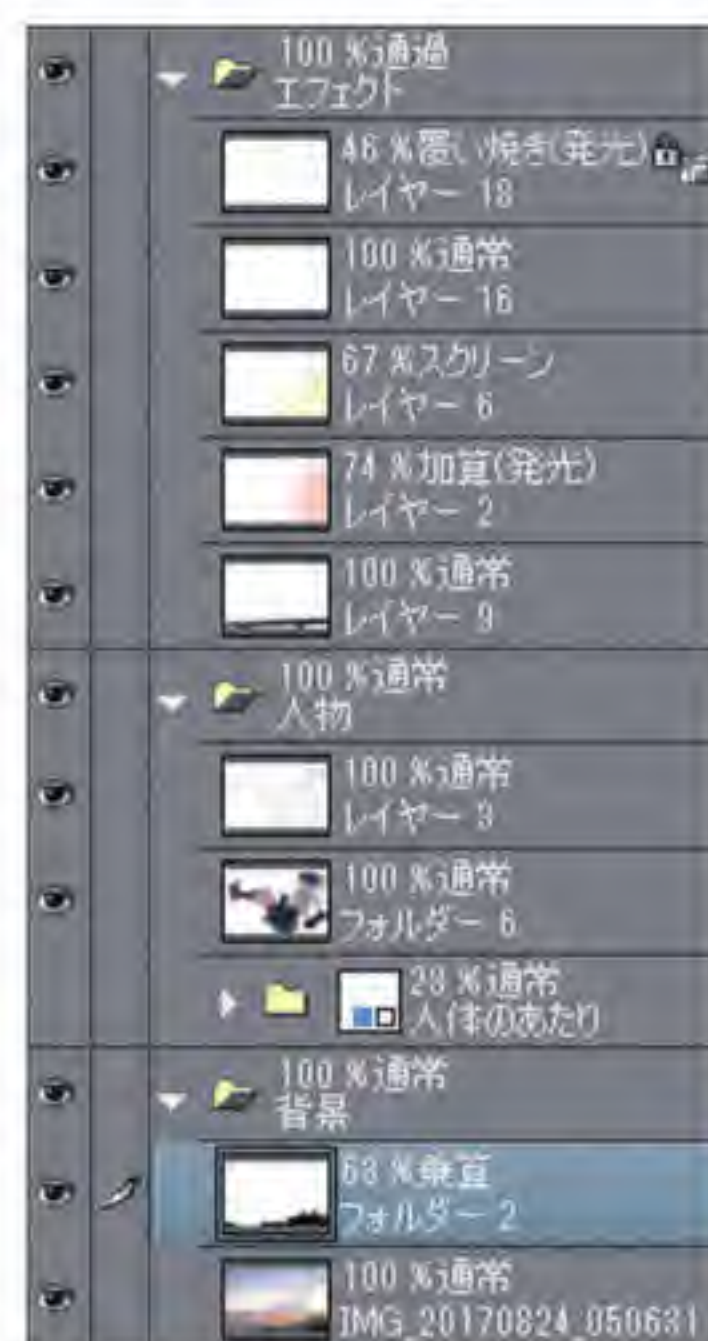 100 %通過
エフェクト
46 %覆い焼き(発光)
レイヤー 18
100 %通常
レイヤー 16
67 %スクリーン
レイヤー 6
74 %加算(発光)
レイヤー 2
100 %通常
レイヤー 9
100 %通常
人物
100 %通常
レイヤー 3
100 %通常
フォルダー 6
28 %通常
人体のあたり
100 %通常
背景
63 %乗算
フォルダー 2
100 %通常
IMG_20170824_050631